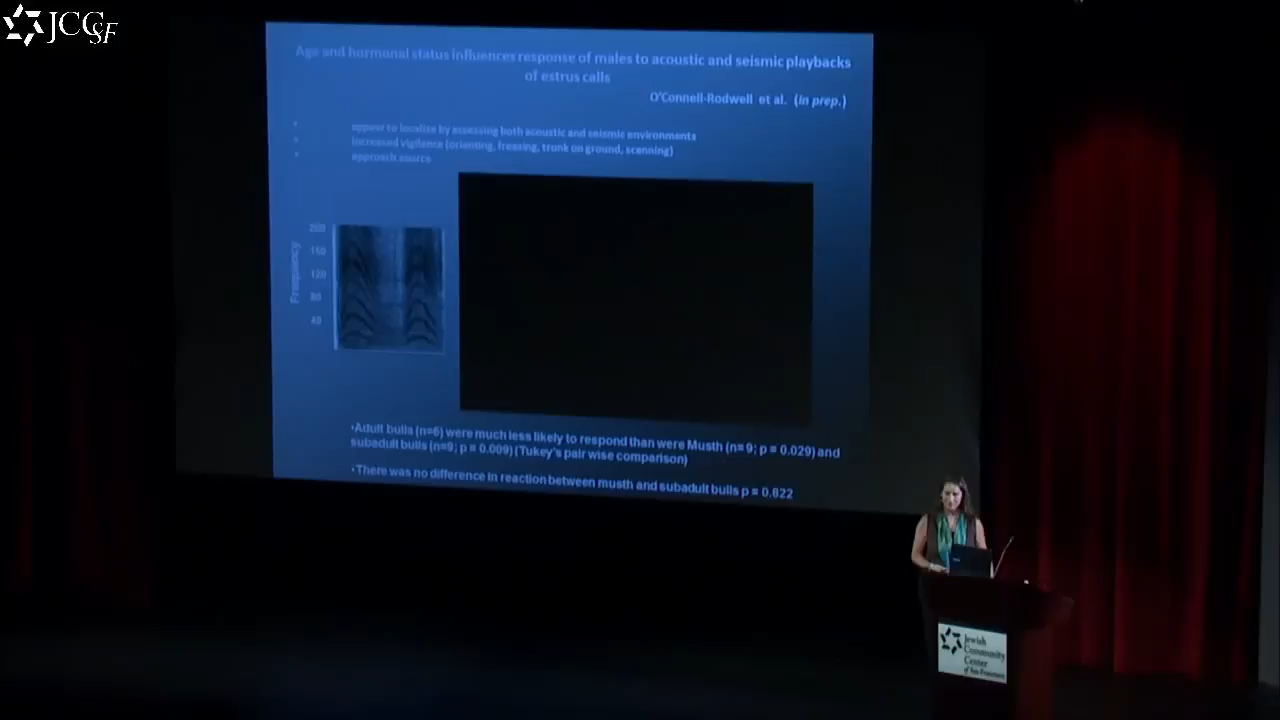 JCCSF
Age and hormonal status influences response of males to acoustic and seismic playbacks
of estrus calls
O'Connell-Rodwell et al. (in prep.)
appear to localize by assessing both acoustic and seismic environments
increased vigilance (orienting, freezing, trunk on ground, scanning)
approach source
Frequency
200
160
120
80
40
•Adult bulls (n=6) were much less likely to respond than were Musth (n= 9; p = 0.029) and
subadult bulls (n=9; p = 0.009) (Tukey's pair wise comparison)
•There was no difference in reaction between musth and subadult bulls p = 0.822
Jewish
Community
Center
of San Francisco